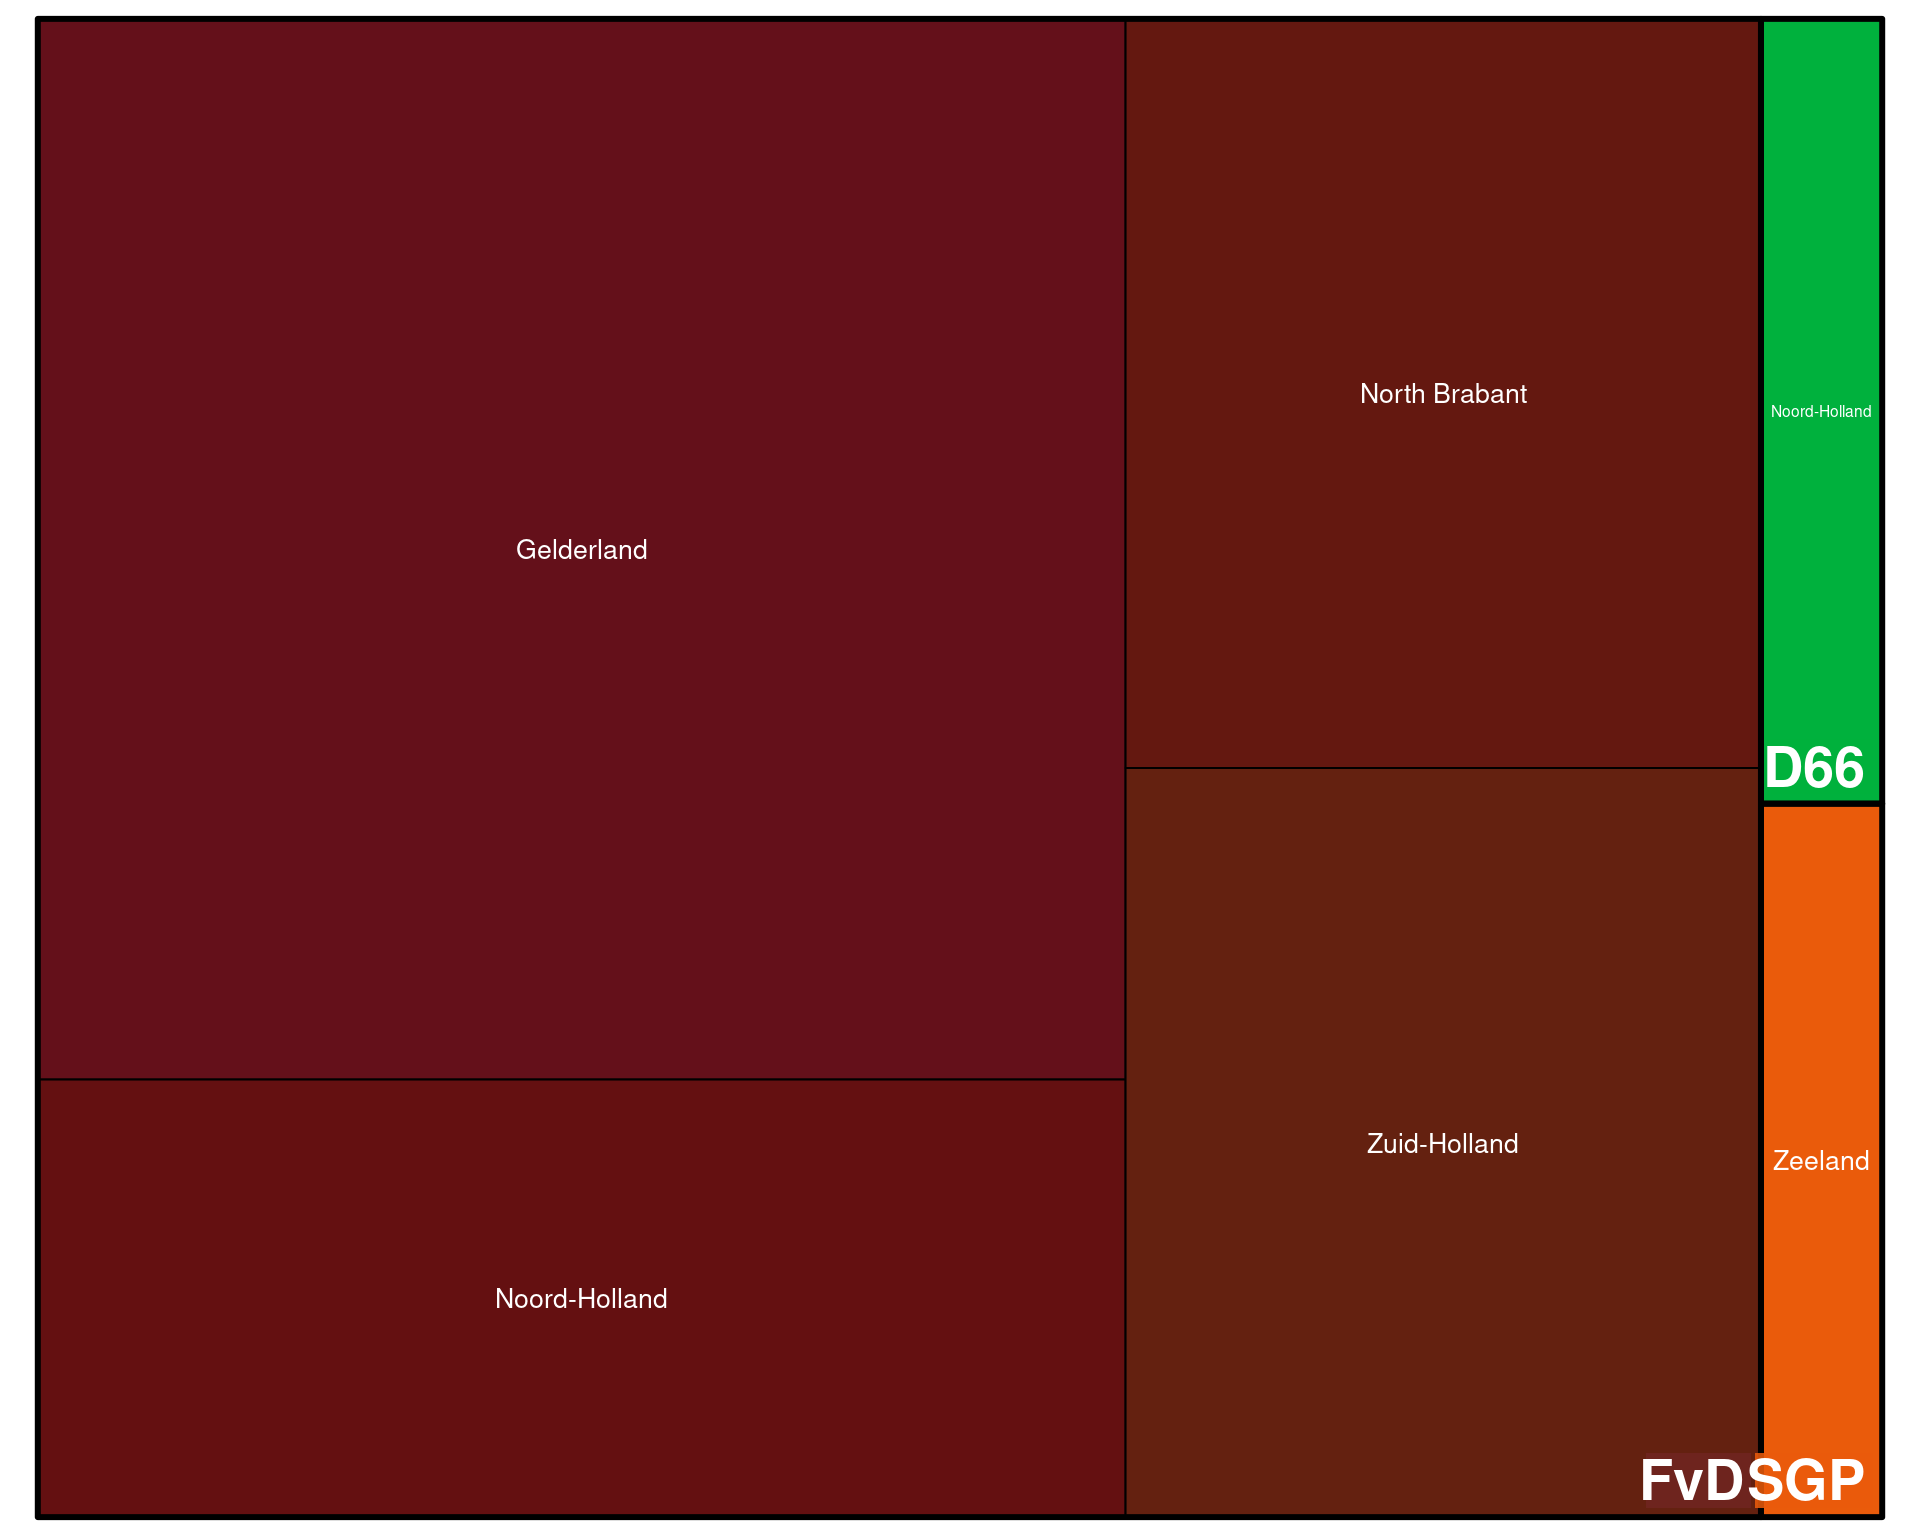 North Brabant
Noord-Holland
Gelderland
D66
Zuid-Holland
Zeeland
Noord-Holland
FvD
SGP